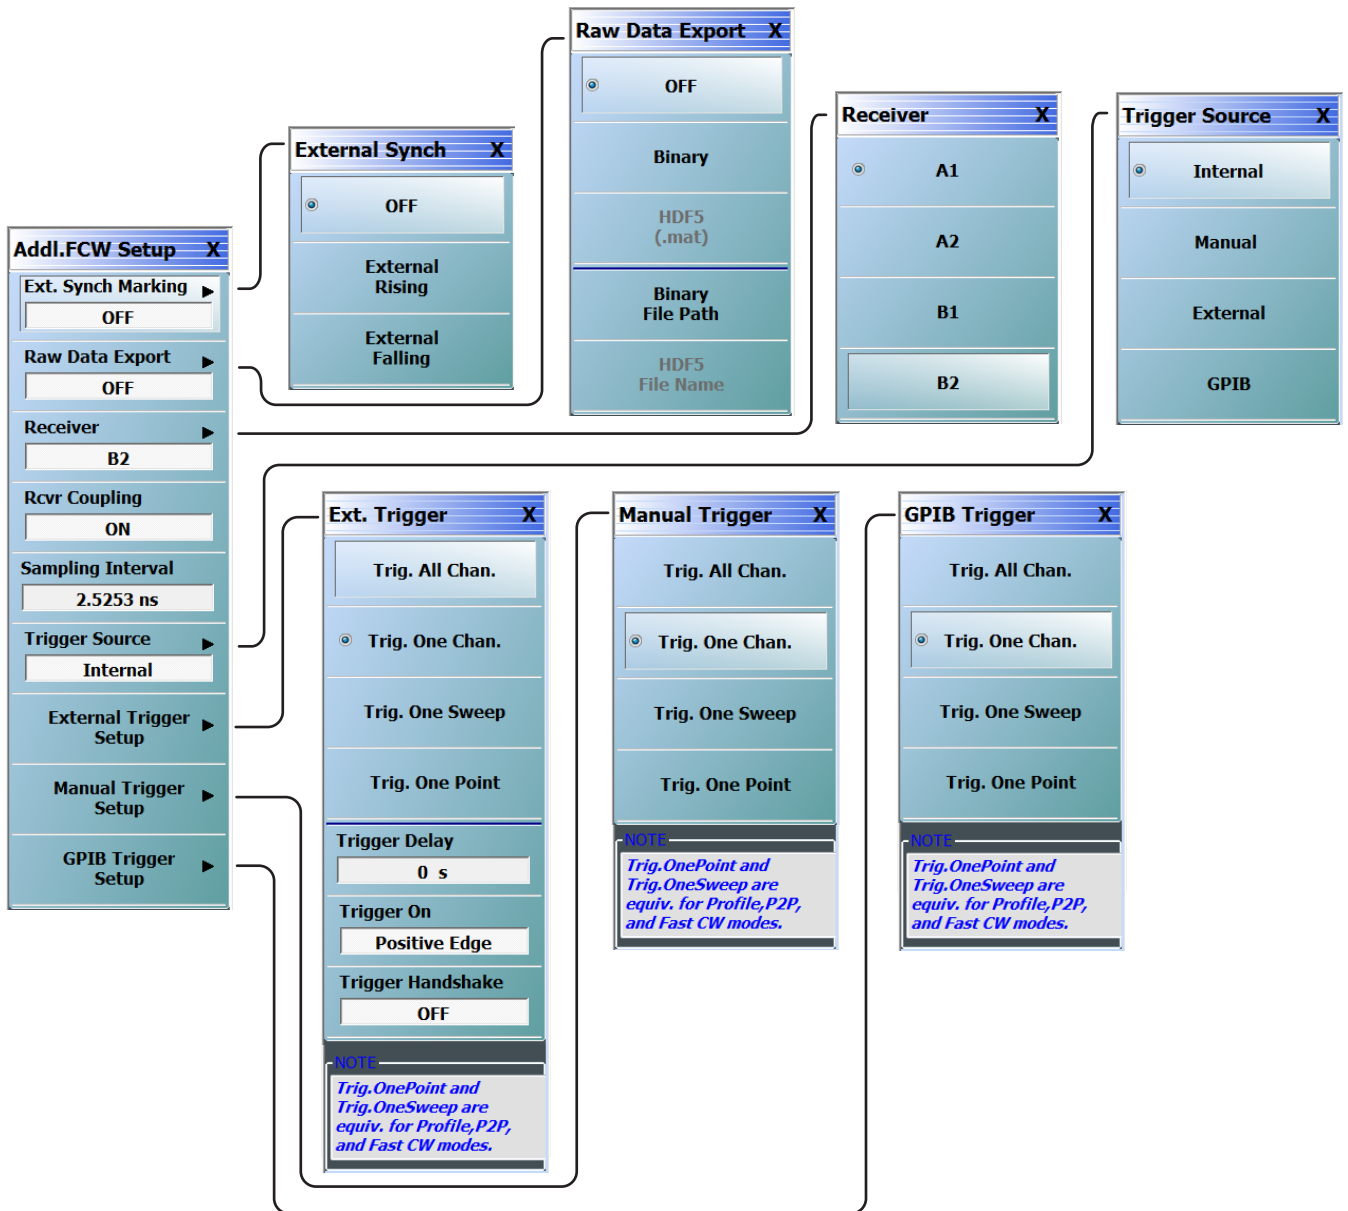 Addl.FCW Setup X
Ext. Synch Marking
OFF
Raw Data Export
OFF
Receiver
B2
Rcvr Coupling
ON
Sampling Interval
2.5253 ns
Trigger Source
Internal
External Trigger
Setup
Manual Trigger
Setup
GPIB Trigger
Setup
External Synch X
OFF
External
Rising
External
Falling
Raw Data Export X
OFF
Binary
HDF5
(.mat)
Binary
File Path
HDF5
File Name
Receiver X
A1
A2
B1
B2
Trigger Source X
Internal
Manual
External
GPIB
Ext. Trigger X
Trig. All Chan.
Trig. One Chan.
Trig. One Sweep
Trig. One Point
Trigger Delay
0 s
Trigger On
Positive Edge
Trigger Handshake
OFF
NOTE
Trig.OnePoint and
Trig.OneSweep are
equiv. for Profile,P2P,
and Fast CW modes.
Manual Trigger X
Trig. All Chan.
Trig. One Chan.
Trig. One Sweep
Trig. One Point
NOTE
Trig.OnePoint and
Trig.OneSweep are
equiv. for Profile,P2P,
and Fast CW modes.
GPIB Trigger X
Trig. All Chan.
Trig. One Chan.
Trig. One Sweep
Trig. One Point
NOTE
Trig.OnePoint and
Trig.OneSweep are
equiv. for Profile,P2P,
and Fast CW modes.